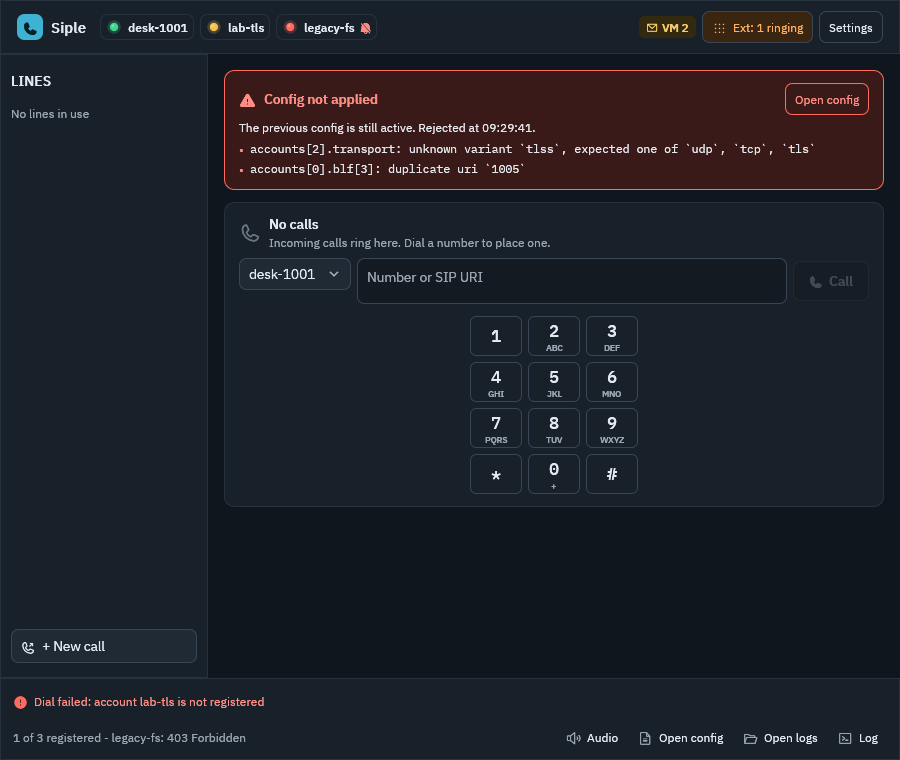 Siple
desk-1001
lab-tls
legacy-fs
VM 2
Ext: 1 ringing
Settings
LINES
No lines in use
Config not applied
Open config
The previous config is still active. Rejected at 09:29:41.
• accounts[2].transport: unknown variant `tlss`, expected one of `udp`, `tcp`, `tls`
• accounts[0].blf[3]: duplicate uri `1005`
No calls
Incoming calls ring here. Dial a number to place one.
desk-1001
Number or SIP URI
Call
1
2 ABC
3 DEF
4 GHI
5 JKL
6 MNO
7 PQRS
8 TUV
9 WXYZ
*
0 +
#
+ New call
Dial failed: account lab-tls is not registered
1 of 3 registered - legacy-fs: 403 Forbidden
Audio
Open config
Open logs
Log